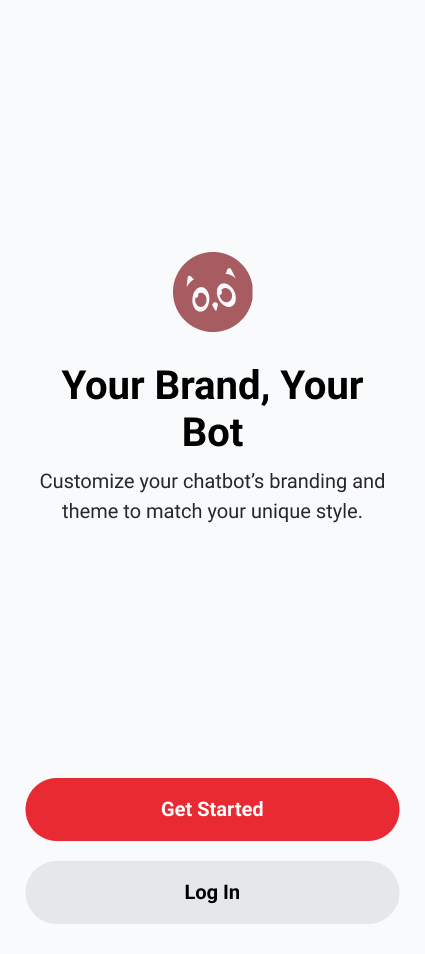 Your Brand, Your
Bot
Customize your chatbot’s branding and
theme to match your unique style.
Get Started
Log In